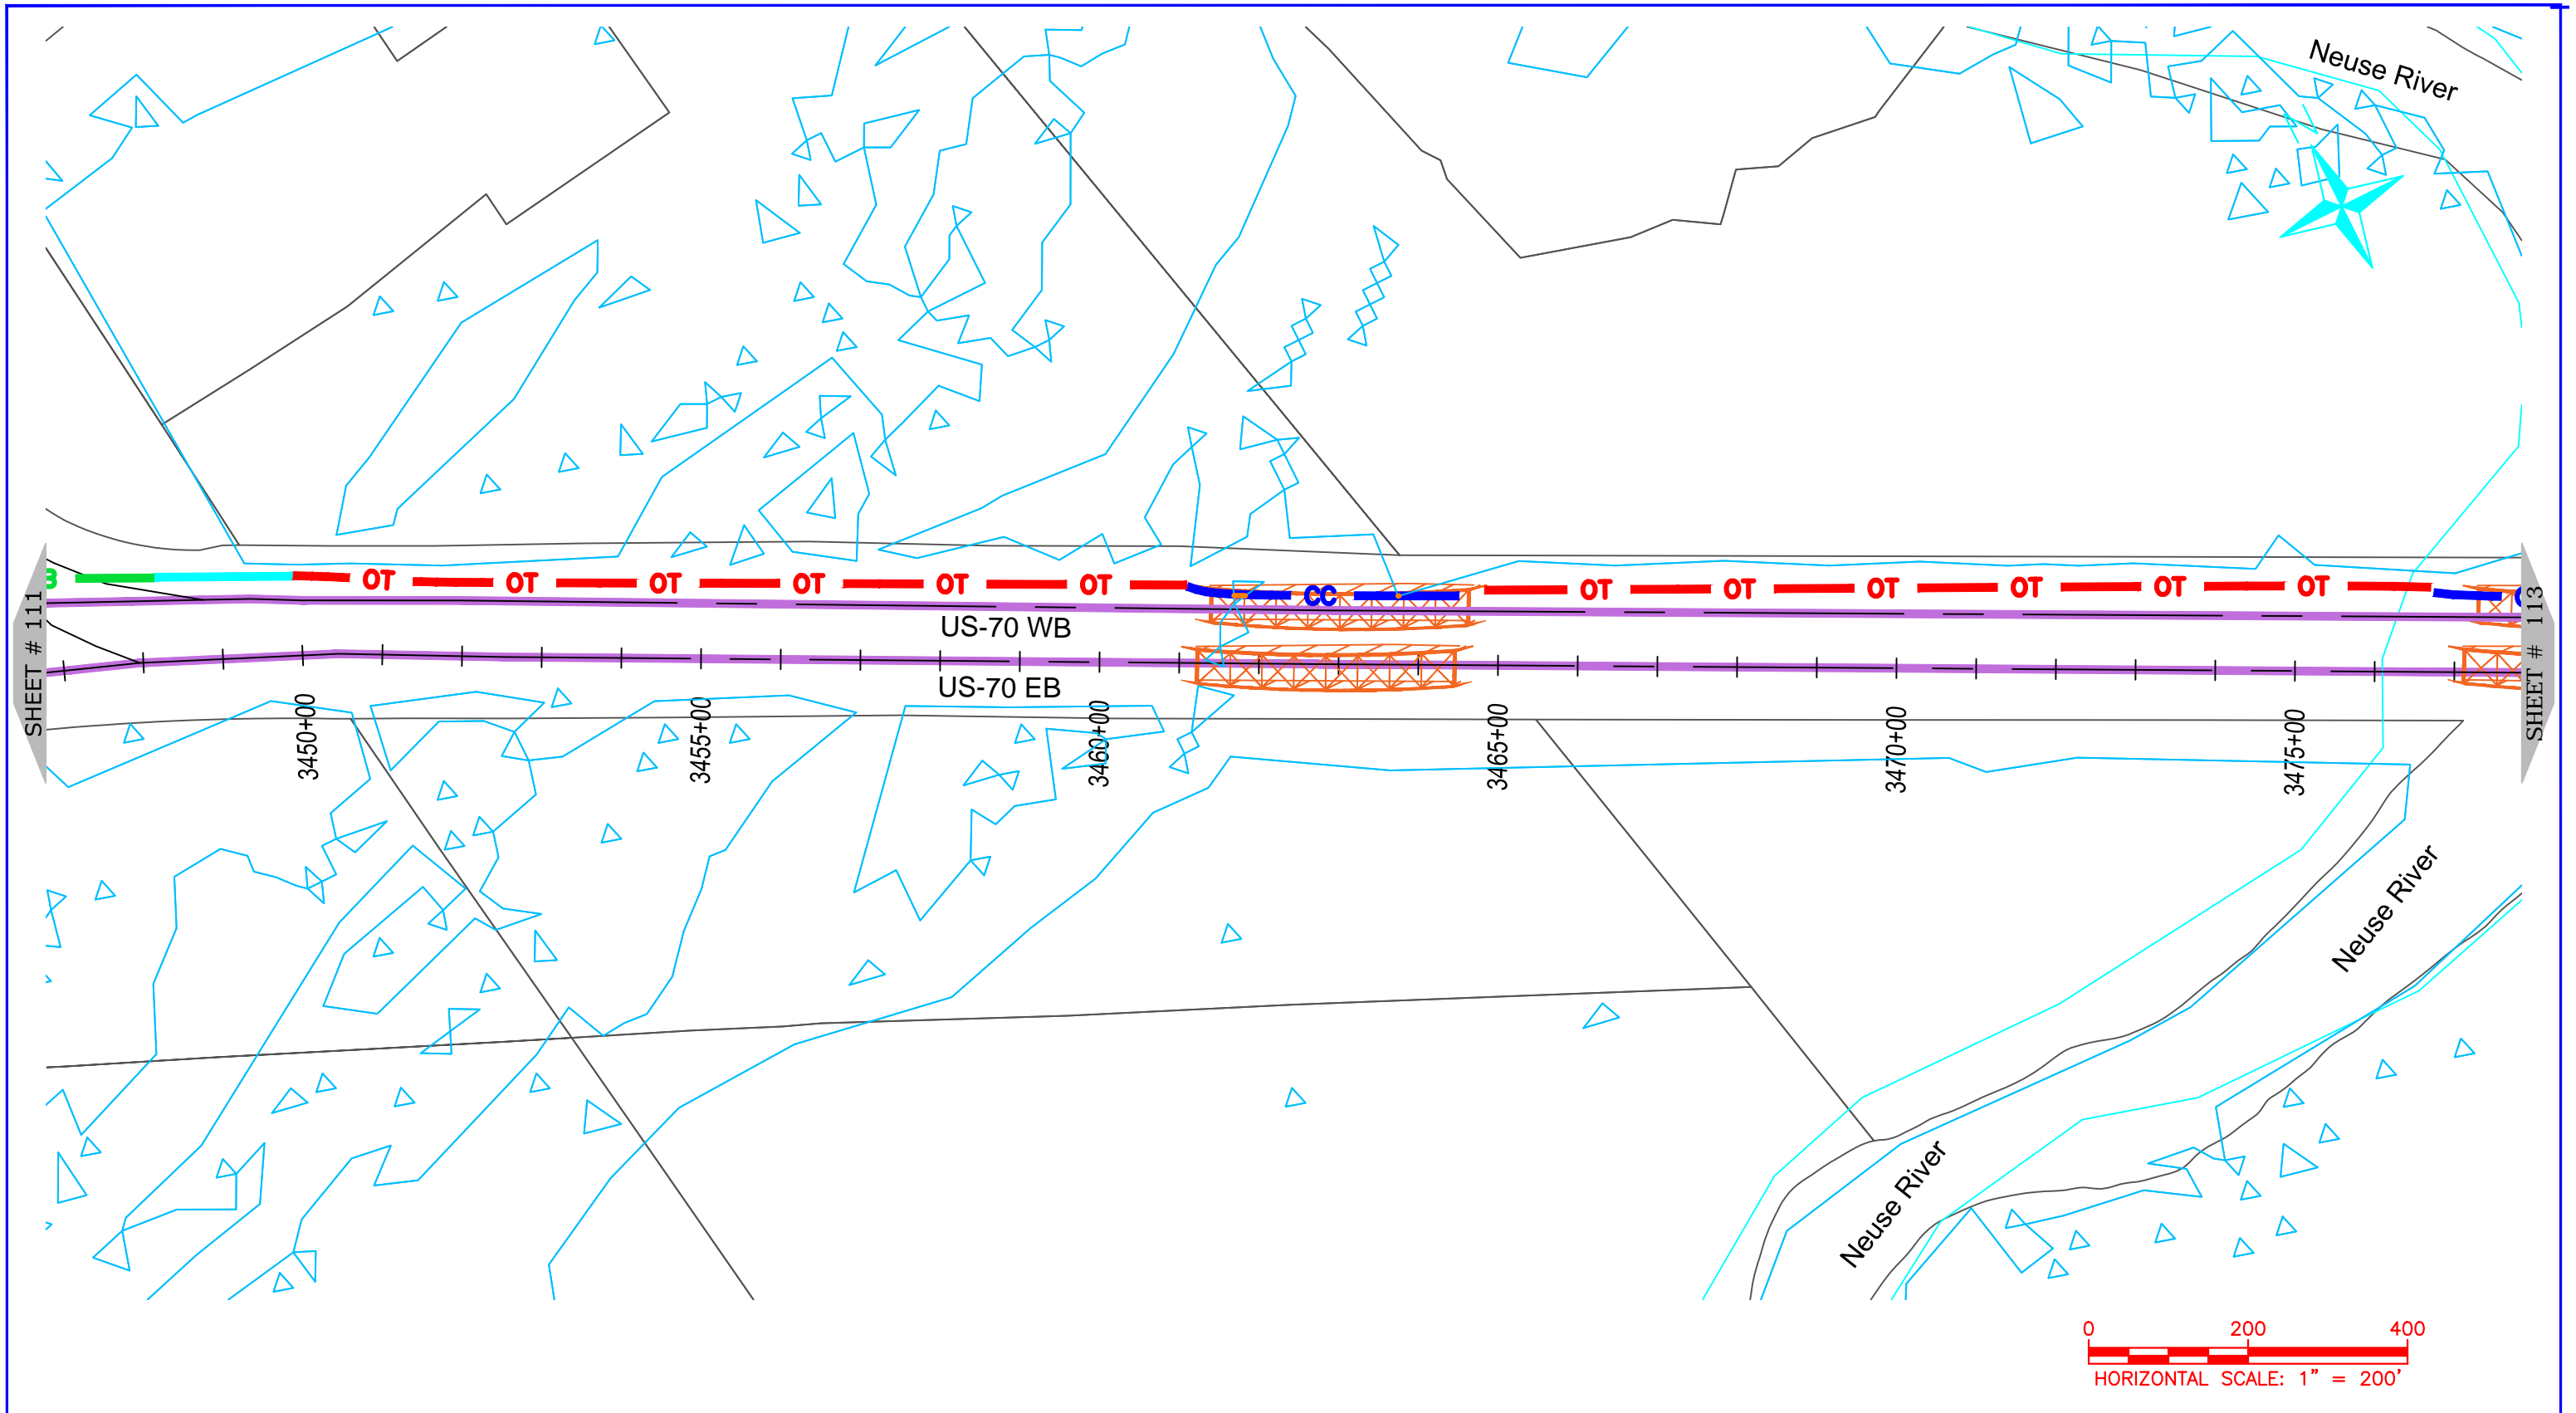 Neuse River
OT
OT
OT
OT
OT
OT
CC
OT
OT
OT
OT
OT
OT
US-70 WB
US-70 EB
SHEET # 111
SHEET # 113
3450+00
3455+00
3460+00
3465+00
3470+00
3475+00
Neuse River
Neuse River
0 200 400
HORIZONTAL SCALE: 1" = 200'